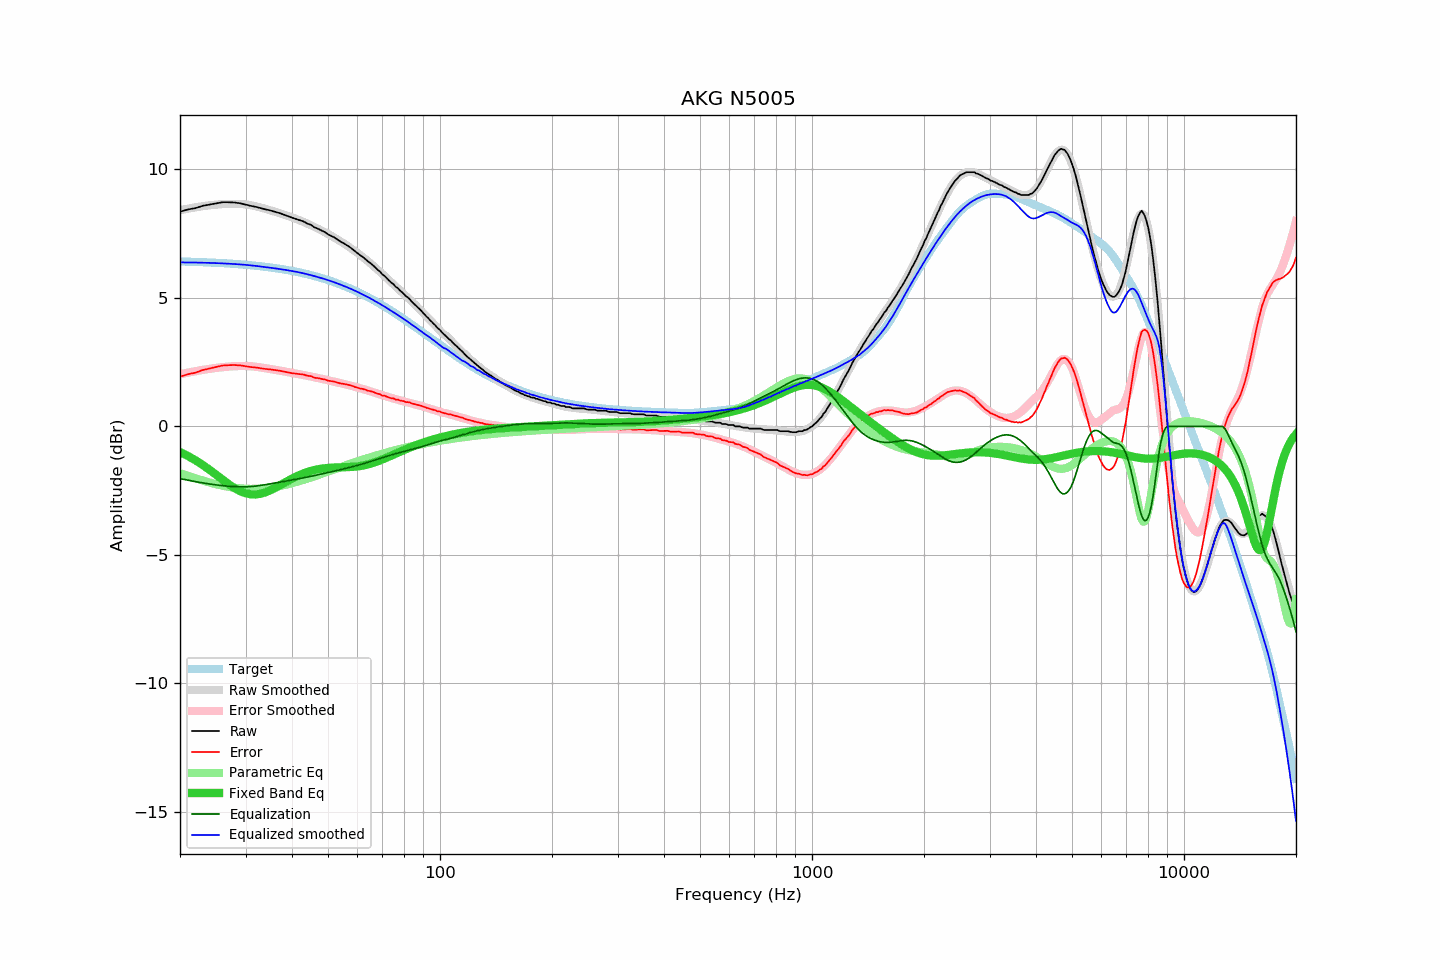 AKG N5005
Amplitude (dBr)
10
5
0
−5
−10
−15
Target
Raw Smoothed
Error Smoothed
Raw
Error
Parametric Eq
Fixed Band Eq
Equalization
Equalized smoothed
100
1000
10000
Frequency (Hz)